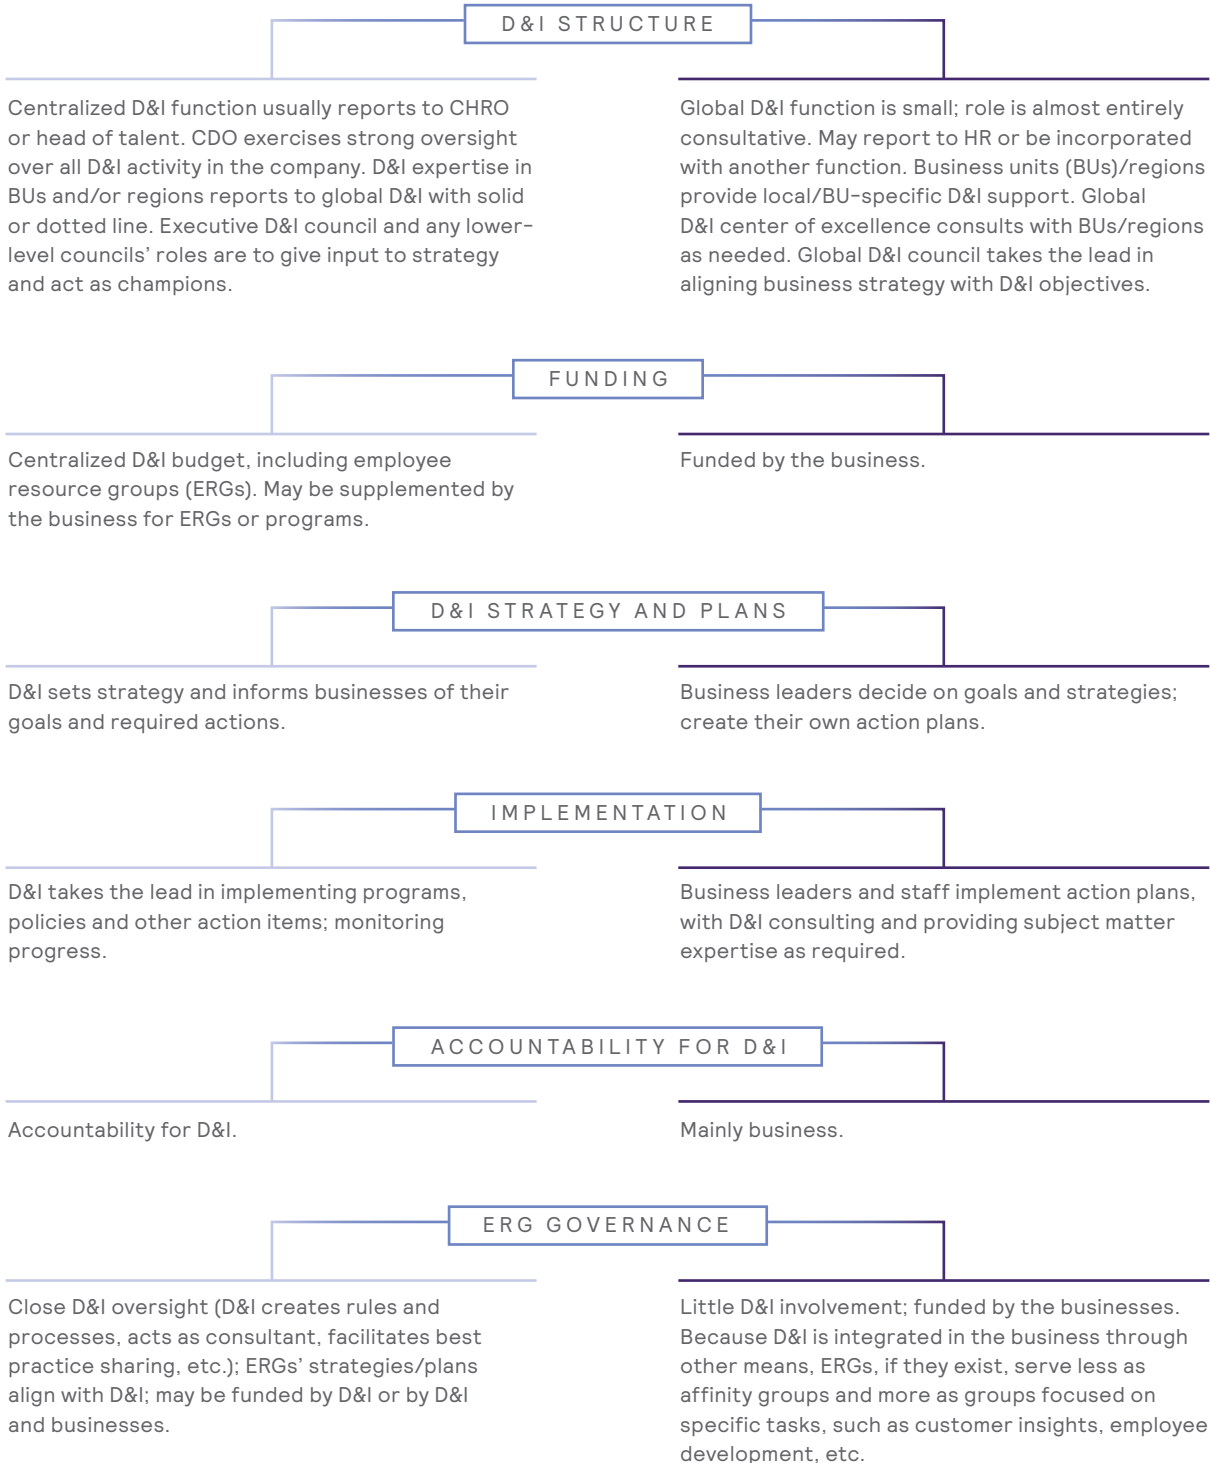 D&I STRUCTURE
Centralized D&I function usually reports to CHRO
or head of talent. CDO exercises strong oversight
over all D&I activity in the company. D&I expertise in
BUs and/or regions reports to global D&I with solid
or dotted line. Executive D&I council and any lower-
level councils’ roles are to give input to strategy
and act as champions.
Global D&I function is small; role is almost entirely
consultative. May report to HR or be incorporated
with another function. Business units (BUs)/regions
provide local/BU-specific D&I support. Global
D&I center of excellence consults with BUs/regions
as needed. Global D&I council takes the lead in
aligning business strategy with D&I objectives.
FUNDING
Centralized D&I budget, including employee
resource groups (ERGs). May be supplemented by
the business for ERGs or programs.
Funded by the business.
D&I STRATEGY AND PLANS
D&I sets strategy and informs businesses of their
goals and required actions.
Business leaders decide on goals and strategies;
create their own action plans.
IMPLEMENTATION
D&I takes the lead in implementing programs,
policies and other action items; monitoring
progress.
Business leaders and staff implement action plans,
with D&I consulting and providing subject matter
expertise as required.
ACCOUNTABILITY FOR D&I
Accountability for D&I.
Mainly business.
ERG GOVERNANCE
Close D&I oversight (D&I creates rules and
processes, acts as consultant, facilitates best
practice sharing, etc.); ERGs’ strategies/plans
align with D&I; may be funded by D&I or by D&I
and businesses.
Little D&I involvement; funded by the businesses.
Because D&I is integrated in the business through
other means, ERGs, if they exist, serve less as
affinity groups and more as groups focused on
specific tasks, such as customer insights, employee
development, etc.